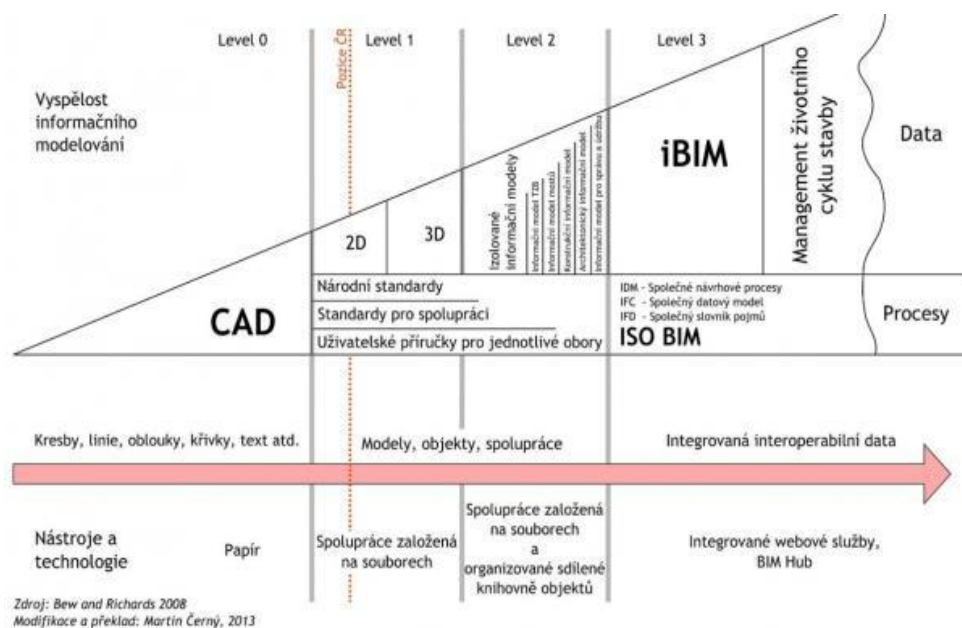 Level 0
Level 1
Level 2
Level 3
Pozice ČR
Vyspělost
informačního
modelování
2D
3D
Izolované
informační modely
Informační model TZB
Informační model mostů
Konstrukční informační model
Architektonický informační model
Informační model pro správu a údržbu
iBIM
Management životního
cyklu stavby
Data
CAD
Národní standardy
Standardy pro spolupráci
Uživatelské příručky pro jednotlivé obory
IDM - Společné návrhové procesy
IFC - Společný datový model
IFD - Společný slovník pojmů
ISO BIM
Procesy
Kresby, linie, oblouky, křivky, text atd.
Modely, objekty, spolupráce
Integrovaná interoperabilní data
Nástroje a
technologie
Papír
Spolupráce založená
na souborech
Spolupráce založená
na souborech
a
organizované sdílené
knihovně objektů
Integrované webové služby,
BIM Hub
Zdroj: Bew and Richards 2008
Modifikace a překlad: Martin Černý, 2013